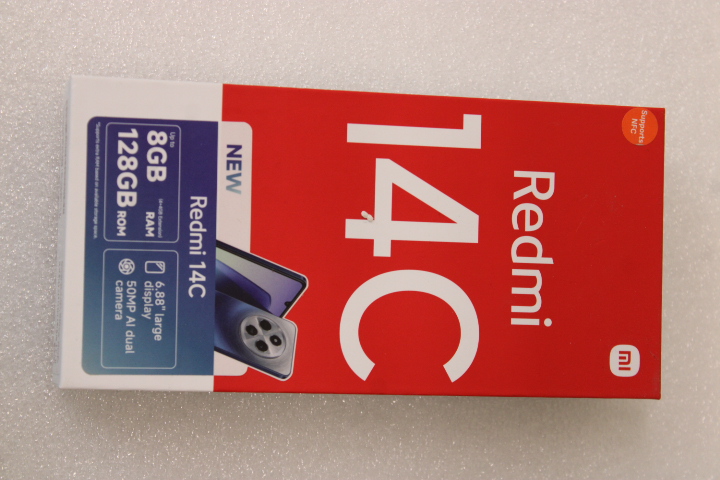 Supports
NFC
mi
Redmi
14C
NEW
Redmi 14C
Up to
8GB RAM
128GB ROM
6.88" large
display
50MP AI dual
camera